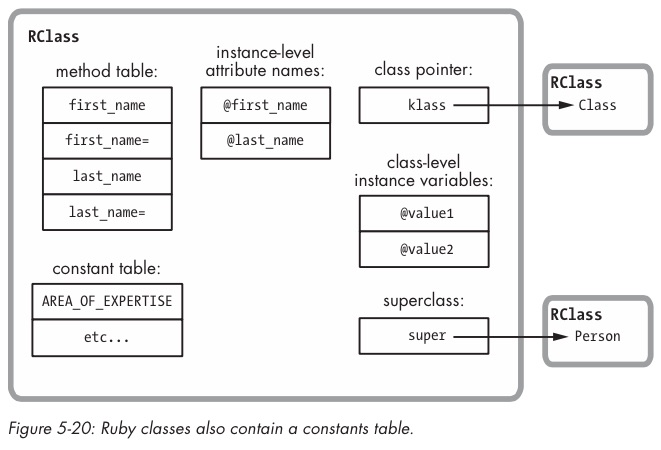 RClass
method table:
first_name
first_name=
last_name
last_name=
instance-level
attribute names:
@first_name
@last_name
class pointer:
klass
RClass
Class
class-level
instance variables:
@value1
@value2
constant table:
AREA_OF_EXPERTISE
etc...
superclass:
super
RClass
Person
Figure 5-20: Ruby classes also contain a constants table.